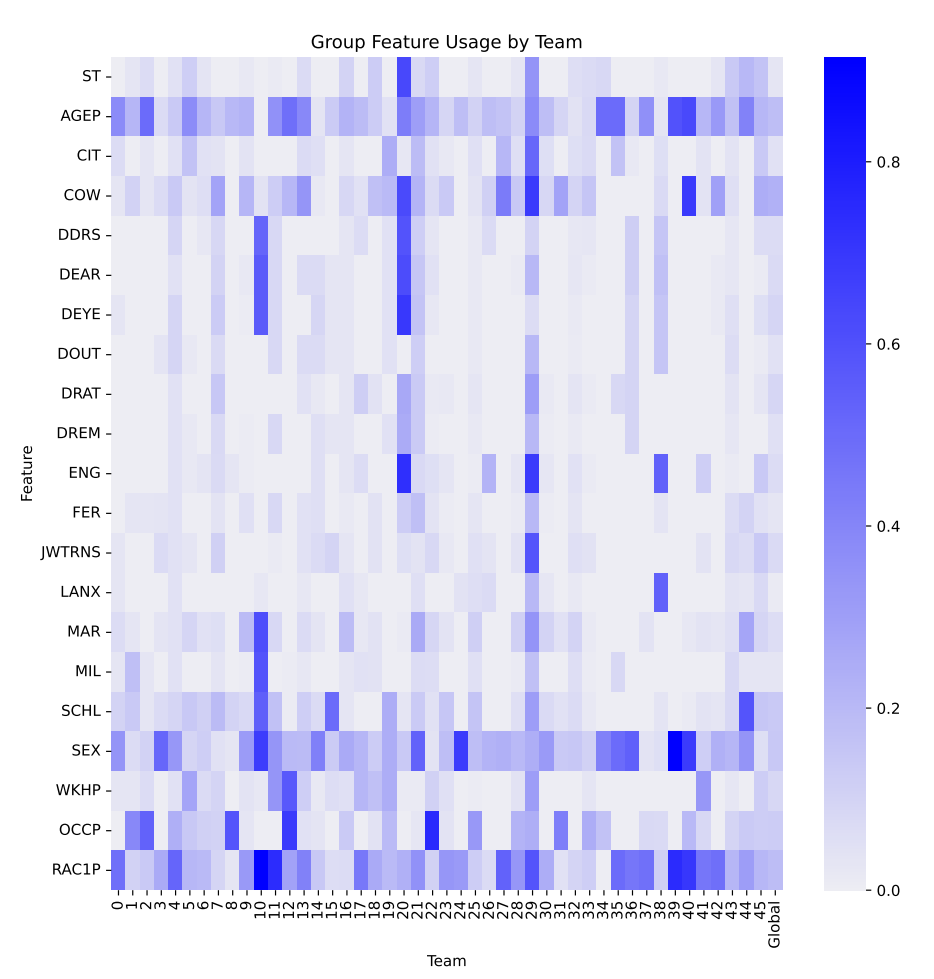 Group Feature Usage by Team
ST
AGEP
CIT
COW
DDRS
DEAR
DEYE
DOUT
DRAT
DREM
ENG
FER
JWTRNS
LANX
MAR
MIL
SCHL
SEX
WKHP
OCCP
RAC1P
Feature
0 1 2 3 4 5 6 7 8 9 10 11 12 13 14 15 16 17 18 19 20 21 22 23 24 25 26 27 28 29 30 31 32 33 34 35 36 37 38 39 40 41 42 43 44 45 Global
Team
0.8
0.6
0.4
0.2
0.0